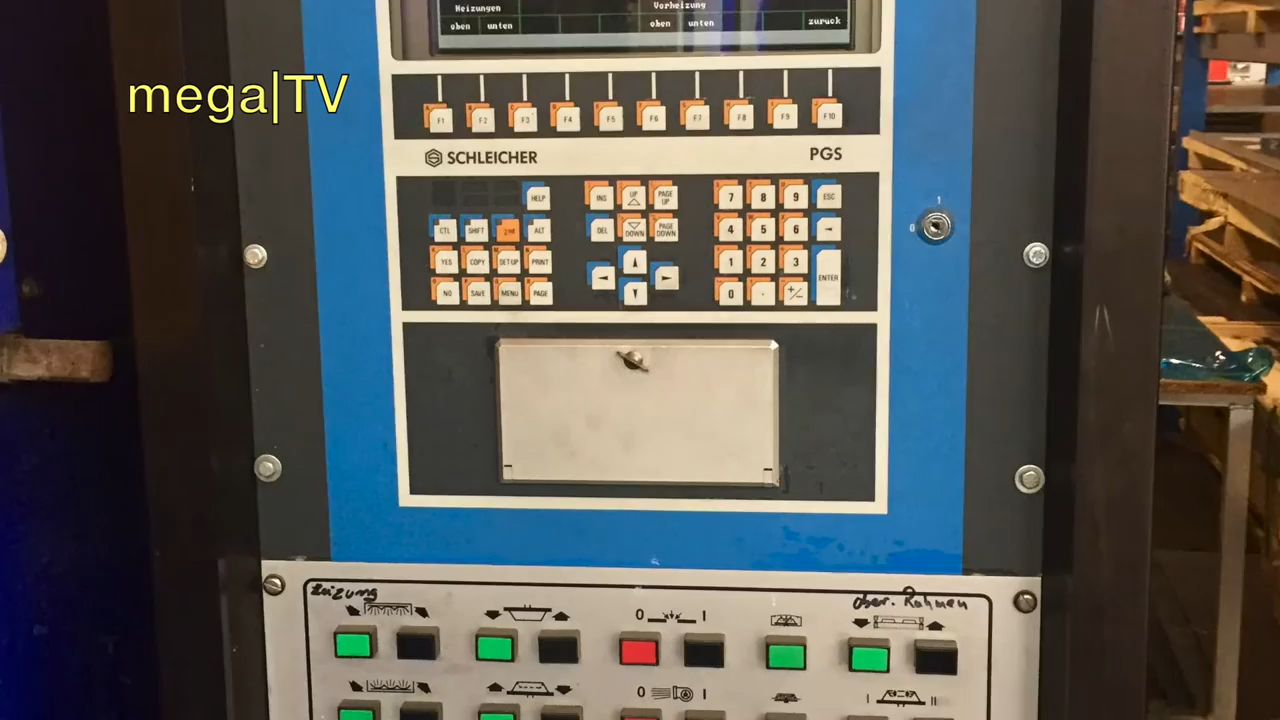 Heizungen Vorheizung
oben unten oben unten zurück
mega|TV
F1 F2 F3 F4 F5 F6 F7 F8 F9 F10
SCHLEICHER PGS
HELP INS UP PAGE UP 7 8 9 ESC
CTL SHIFT 2nd ALT DEL DOWN PAGE DOWN 4 5 6
YES COPY SETUP PRINT 1 2 3 ENTER
NO SAVE MENU PAGE 0 . +/-
I
0
Heizung ober. Rahmen
0 I
0 I I II